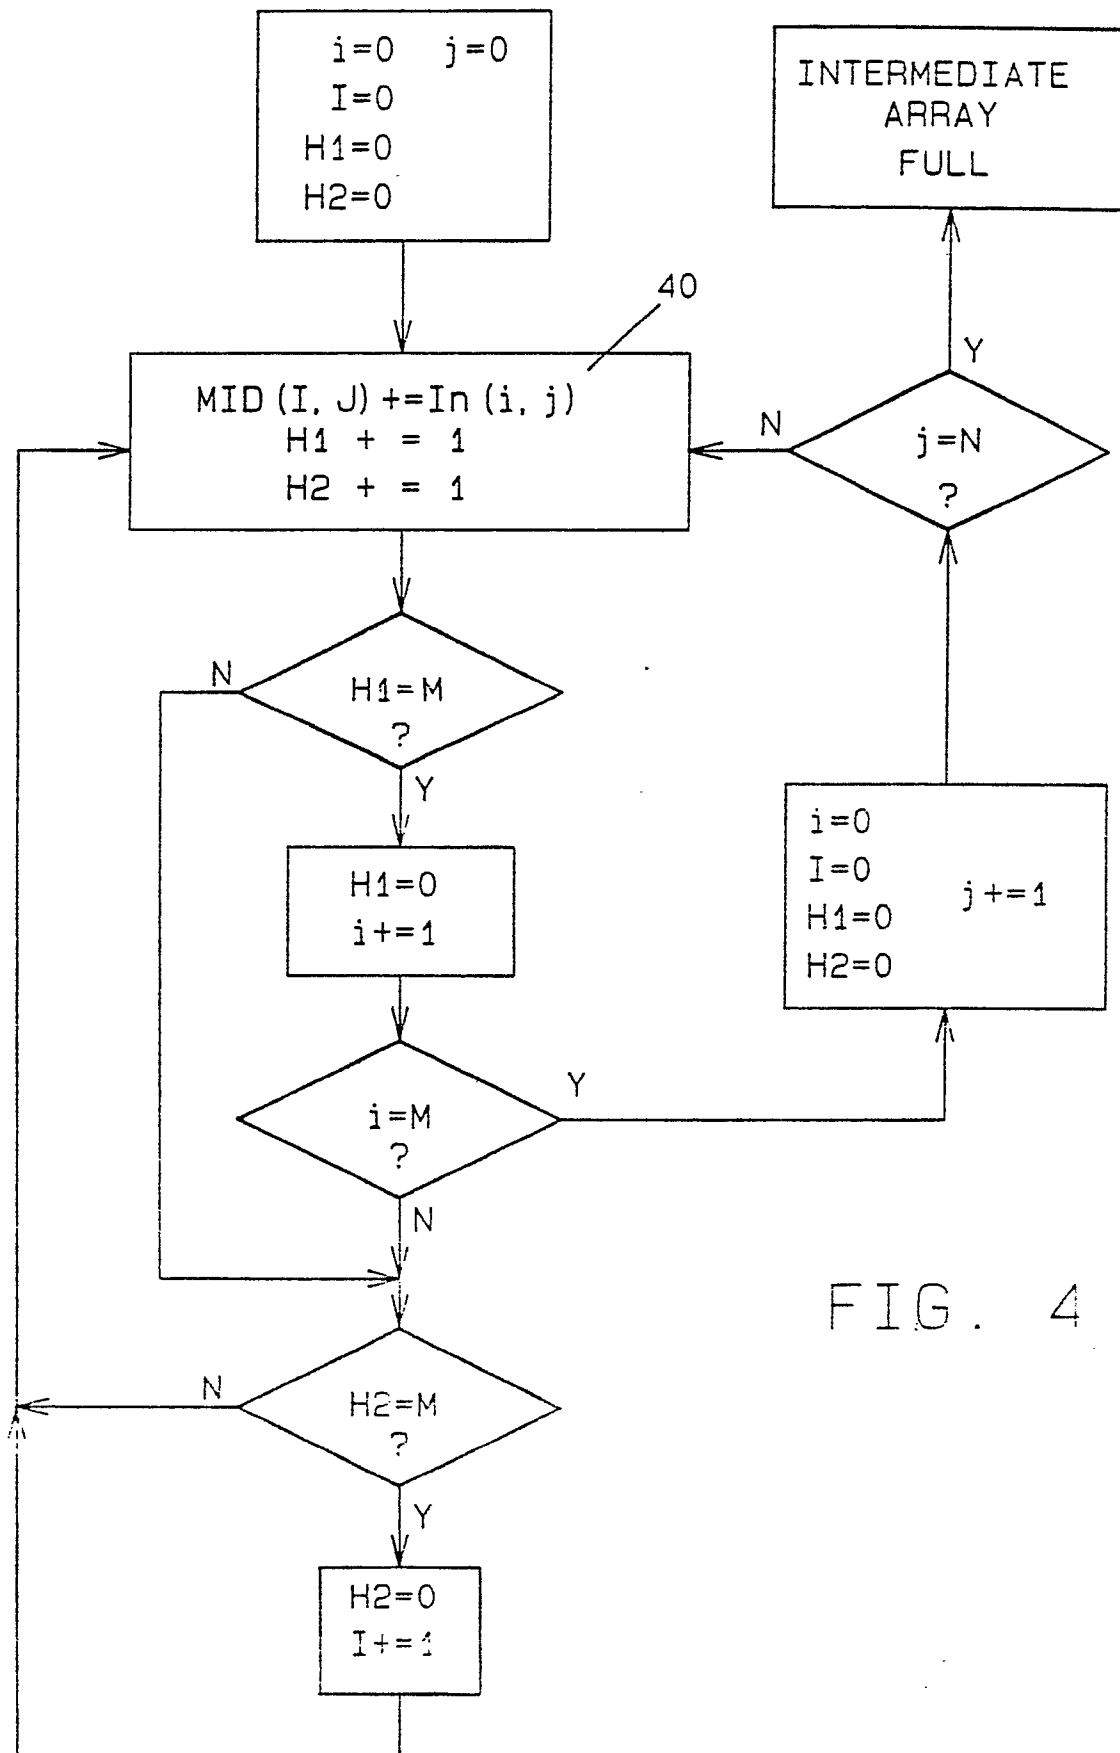 i=0 j=0
I=0
H1=0
H2=0
INTERMEDIATE
ARRAY
FULL
40
MID (I, J) +=In (i, j)
H1 + = 1
H2 + = 1
N
Y
j=N
?
N
H1=M
?
Y
H1=0
i+=1
i=0
I=0
H1=0
H2=0
j+=1
i=M
?
Y
N
FIG. 4
N
H2=M
?
Y
H2=0
I+=1